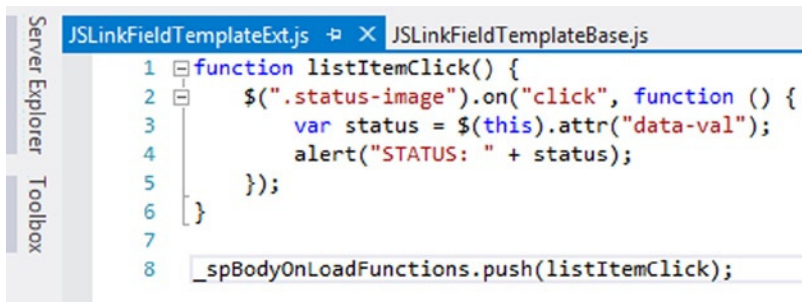 Server Explorer
Toolbox
JSLinkFieldTemplateExt.js JSLinkFieldTemplateBase.js
1 function listItemClick() {
2 $(".status-image").on("click", function () {
3 var status = $(this).attr("data-val");
4 alert("STATUS: " + status);
5 });
6 }
7
8 _spBodyOnLoadFunctions.push(listItemClick);